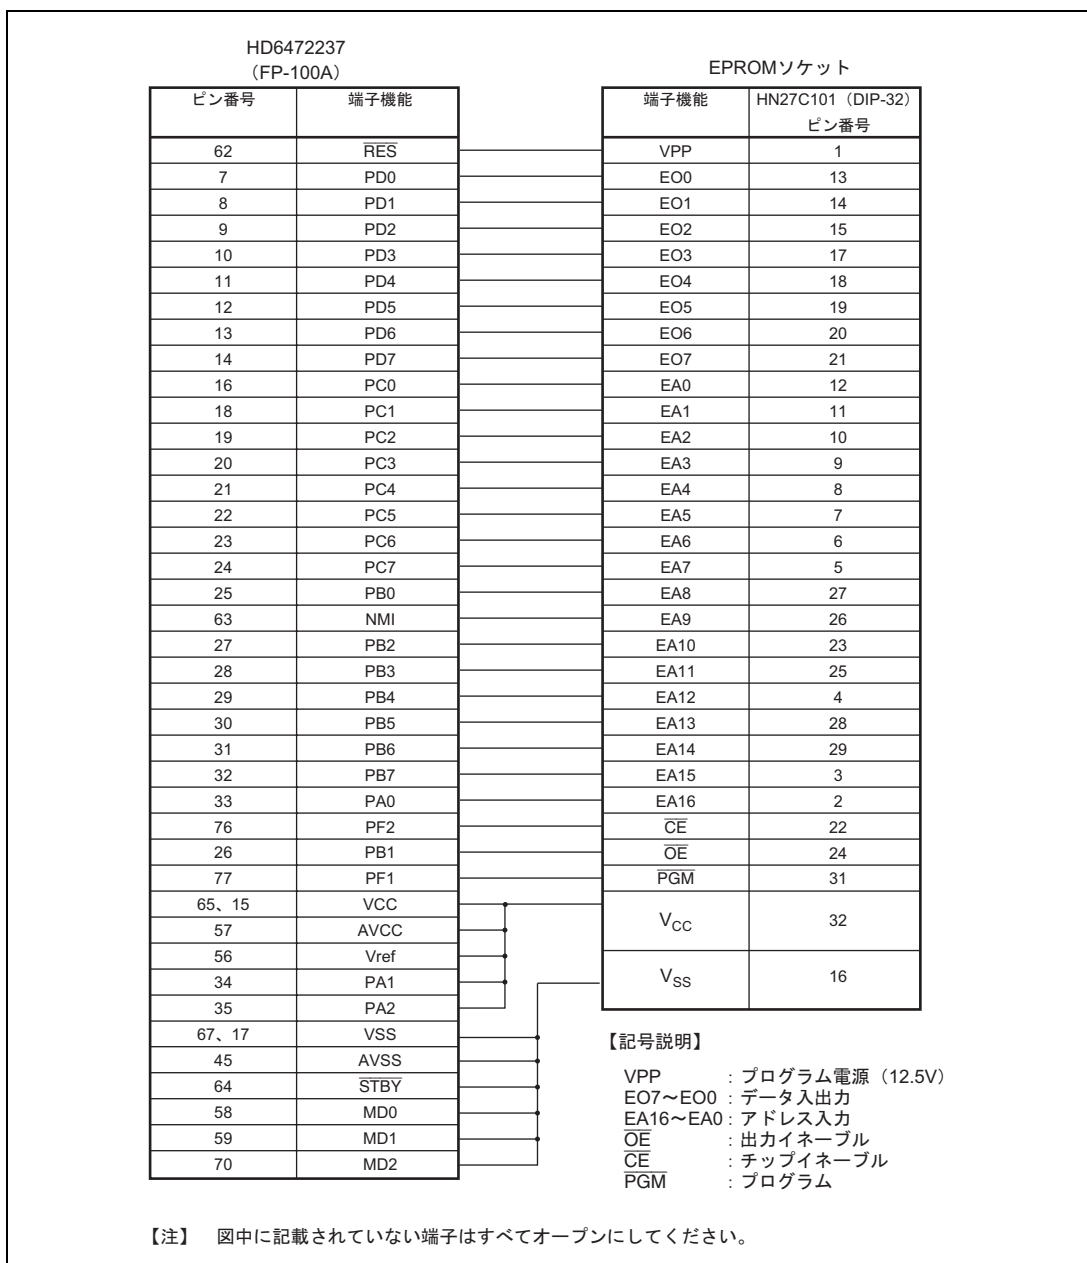 HD6472237
（FP-100A）
EPROMソケット
ピン番号 端子機能 端子機能 HN27C101（DIP-32）
ピン番号
62 RES VPP 1
7 PD0 EO0 13
8 PD1 EO1 14
9 PD2 EO2 15
10 PD3 EO3 17
11 PD4 EO4 18
12 PD5 EO5 19
13 PD6 EO6 20
14 PD7 EO7 21
16 PC0 EA0 12
18 PC1 EA1 11
19 PC2 EA2 10
20 PC3 EA3 9
21 PC4 EA4 8
22 PC5 EA5 7
23 PC6 EA6 6
24 PC7 EA7 5
25 PB0 EA8 27
63 NMI EA9 26
27 PB2 EA10 23
28 PB3 EA11 25
29 PB4 EA12 4
30 PB5 EA13 28
31 PB6 EA14 29
32 PB7 EA15 3
33 PA0 EA16 2
76 PF2 CE 22
26 PB1 OE 24
77 PF1 PGM 31
65、15 VCC VCC 32
57 AVCC
56 Vref VSS 16
34 PA1
35 PA2
67、17 VSS
45 AVSS
64 STBY
58 MD0
59 MD1
70 MD2
【記号説明】
VPP : プログラム電源（12.5V）
EO7～EO0 : データ入出力
EA16～EA0 : アドレス入力
OE : 出力イネーブル
CE : チップイネーブル
PGM : プログラム
【注】 図中に記載されていない端子はすべてオープンにしてください。